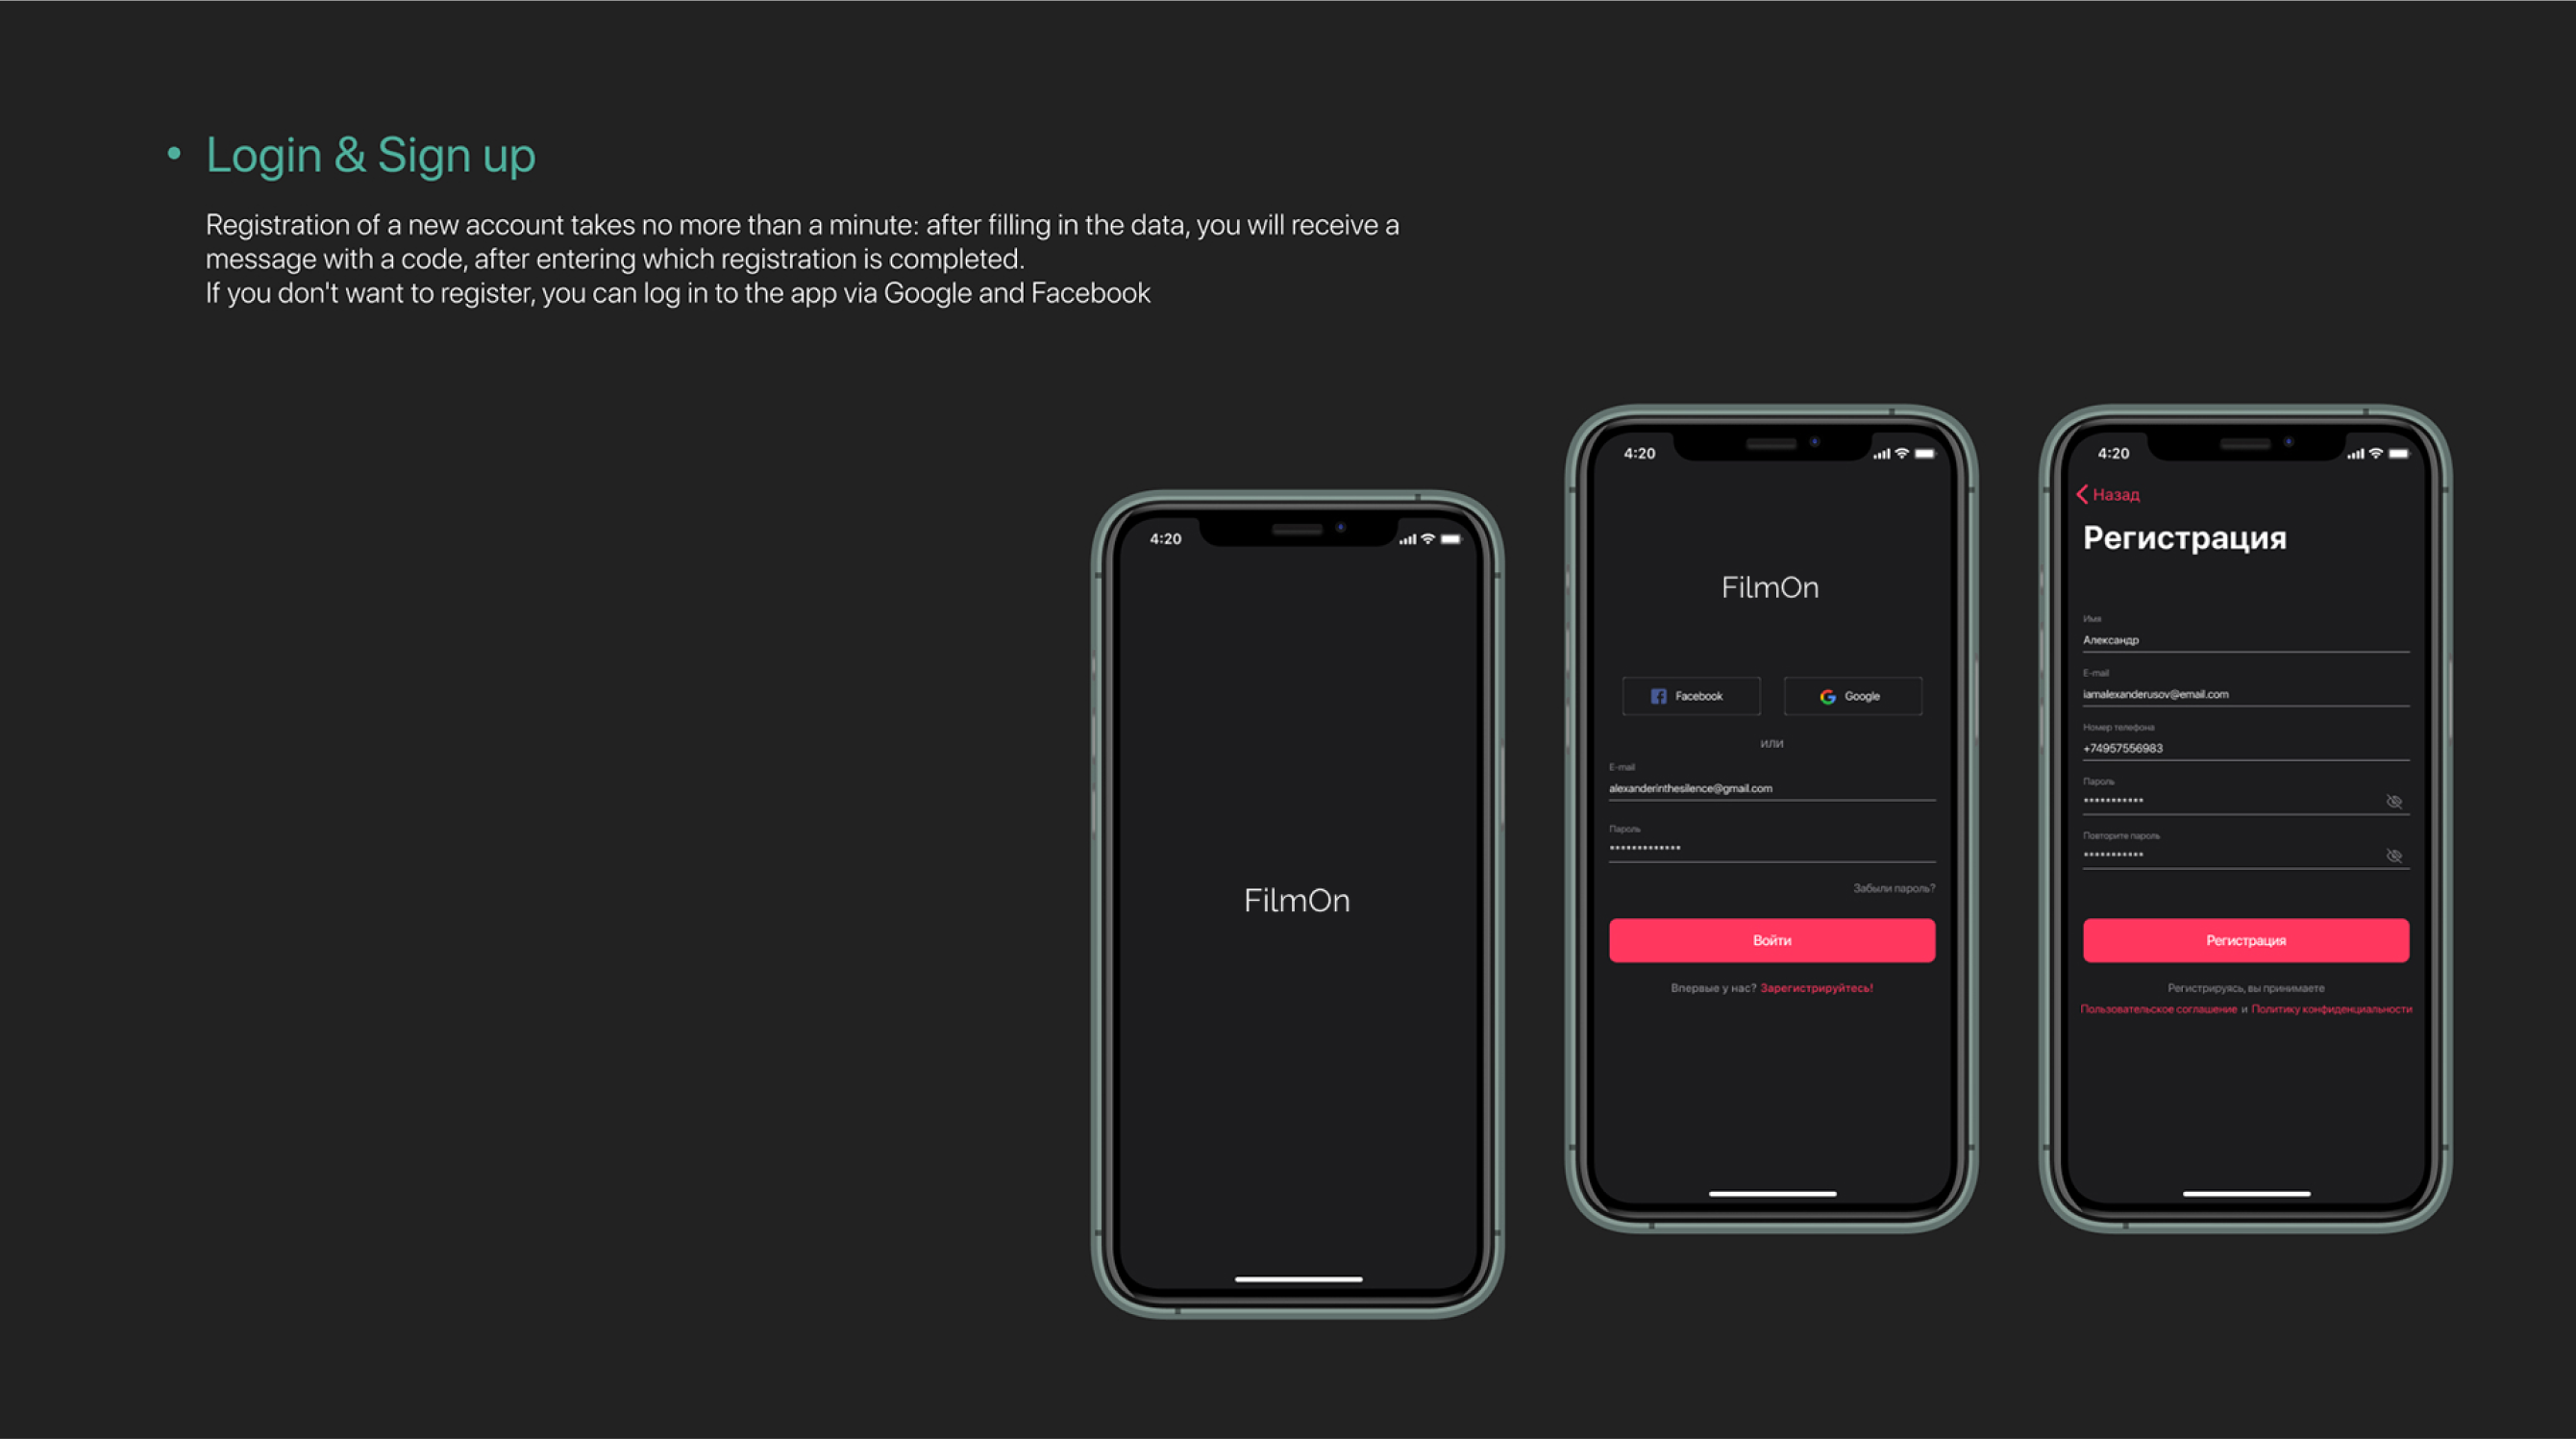 • Login & Sign up
Registration of a new account takes no more than a minute: after filling in the data, you will receive a
message with a code, after entering which registration is completed.
If you don't want to register, you can log in to the app via Google and Facebook
4:20
FilmOn
4:20
FilmOn
Facebook
Google
или
E-mail
alexanderinthesilence@gmail.com
Пароль
•••••••••••••
Забыли пароль?
Войти
Впервые у нас? Зарегистрируйтесь!
4:20
Назад
Регистрация
Имя
Александр
E-mail
iamalexanderusov@email.com
Номер телефона
+74957556983
Пароль
•••••••••••
Повторите пароль
•••••••••••
Регистрация
Регистрируясь, вы принимаете
Пользовательское соглашение и Политику конфиденциальности